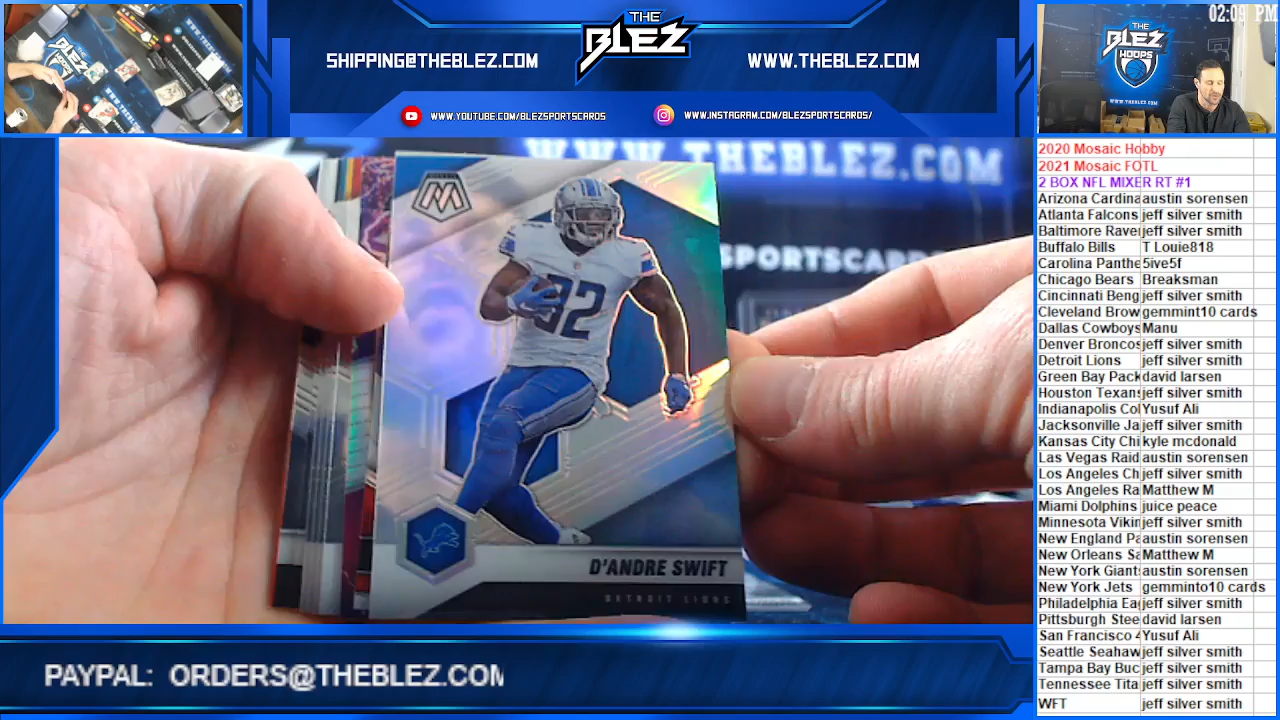 THE
BLEZ
SHIPPING@THEBLEZ.COM
WWW.THEBLEZ.COM
WWW.YOUTUBE.COM/BLEZSPORTSCARDS
WWW.INSTAGRAM.COM/BLEZSPORTSCARDS/
02:09 PM
THE
BLEZ
HOOPS
WWW.THEBLEZ.COM
WWW.THEBLEZ.COM
SPORTSCAR
M
32
D'ANDRE SWIFT
DETROIT LIONS
2020 Mosaic Hobby
2021 Mosaic FOTL
2 BOX NFL MIXER RT #1
Arizona Cardina austin sorensen
Atlanta Falcons jeff silver smith
Baltimore Rave jeff silver smith
Buffalo Bills T Louie818
Carolina Panthe 5ive5f
Chicago Bears Breaksman
Cincinnati Beng jeff silver smith
Cleveland Brow gemmint10 cards
Dallas Cowboys Manu
Denver Broncos jeff silver smith
Detroit Lions jeff silver smith
Green Bay Pack david larsen
Houston Texans jeff silver smith
Indianapolis Col Yusuf Ali
Jacksonville Ja jeff silver smith
Kansas City Chi kyle mcdonald
Las Vegas Raid austin sorensen
Los Angeles Ch jeff silver smith
Los Angeles Ra Matthew M
Miami Dolphins juice peace
Minnesota Vikin jeff silver smith
New England Pa austin sorensen
New Orleans Sa Matthew M
New York Giants austin sorensen
New York Jets gemminto10 cards
Philadelphia Ea jeff silver smith
Pittsburgh Stee david larsen
San Francisco 4 Yusuf Ali
Seattle Seahaw jeff silver smith
Tampa Bay Buc jeff silver smith
Tennessee Tita jeff silver smith
WFT jeff silver smith
PAYPAL: ORDERS@THEBLEZ.COM